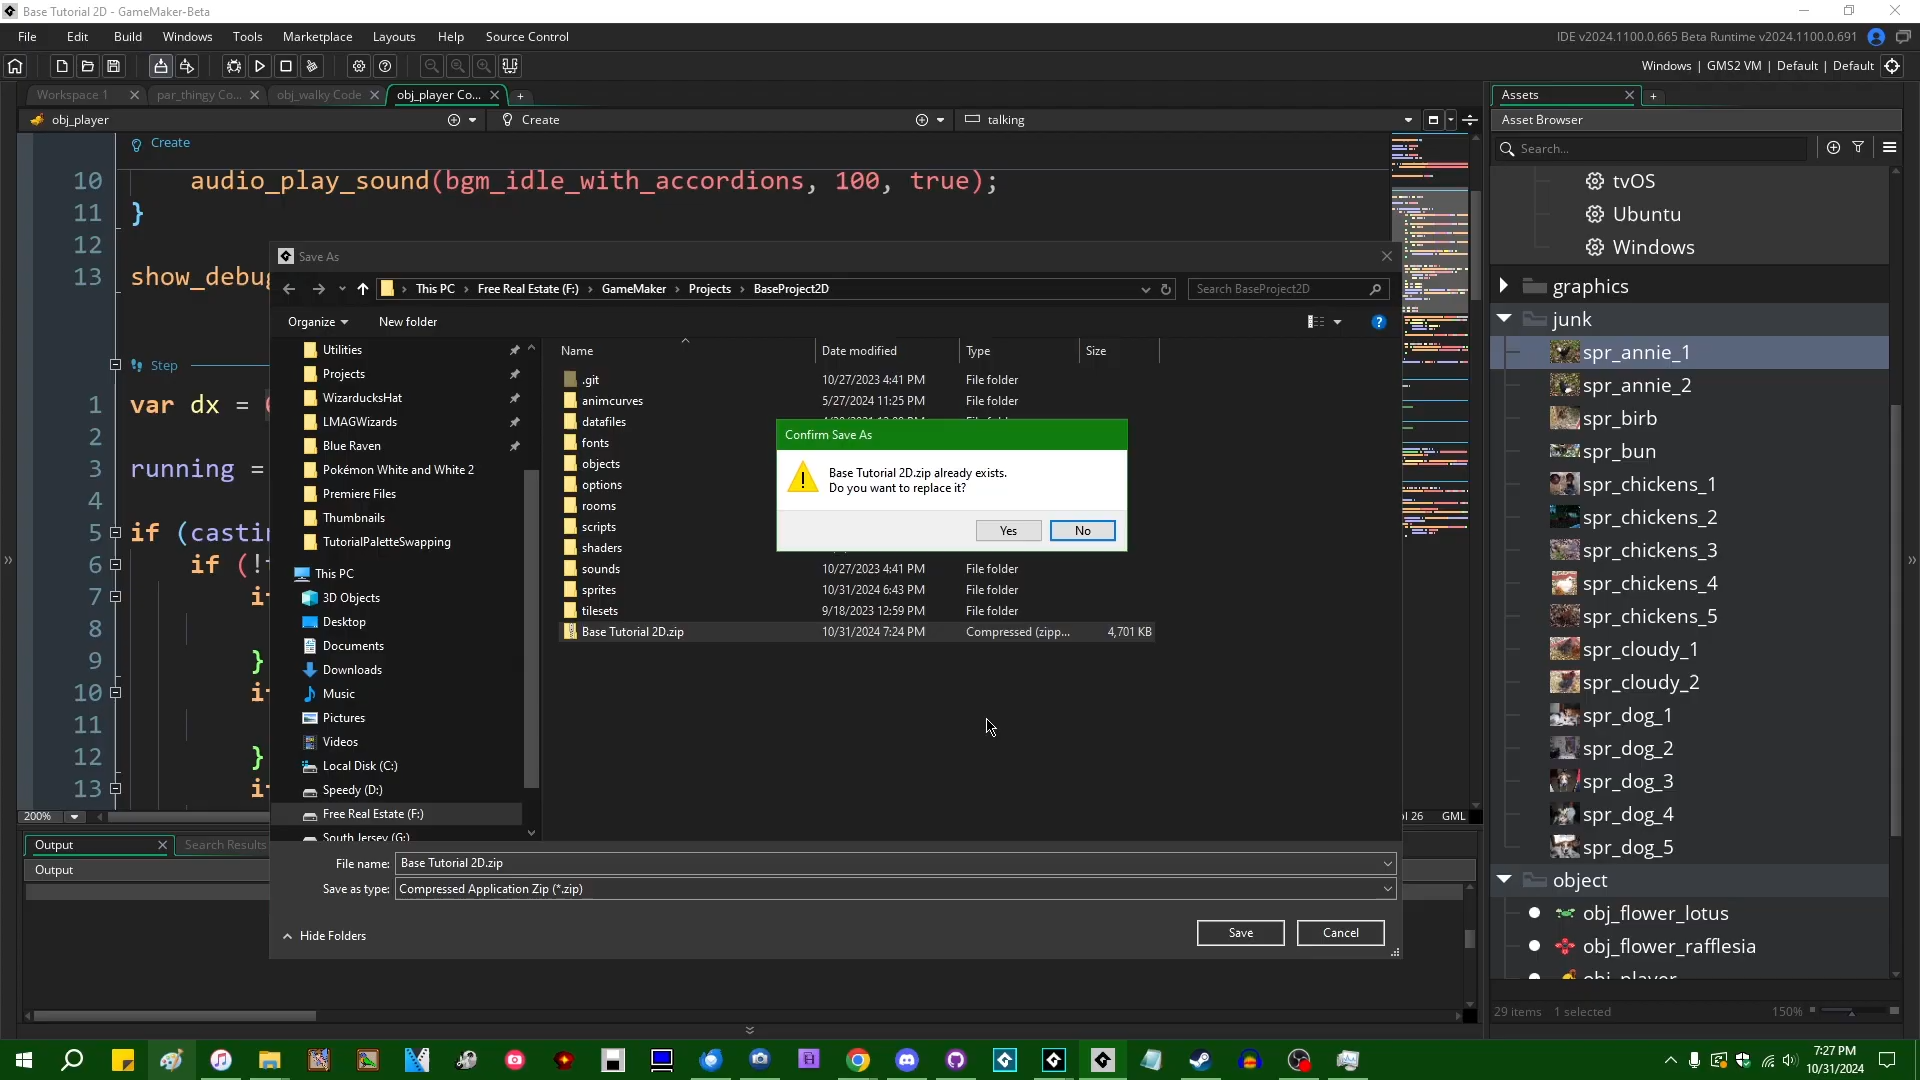 Base Tutorial 2D - GameMaker-Beta
File Edit Build Windows Tools Marketplace Layouts Help Source Control
IDE v2024.1100.0.665 Beta Runtime v2024.1100.0.691
Windows | GMS2 VM | Default | Default
Workspace 1
par_thingy Co...
obj_walky Code
obj_player Co...
obj_player
Create
talking
Create
10 audio_play_sound(bgm_idle_with_accordions, 100, true);
11 }
12
13 show_debug
Step
1 var dx =
2
3 running =
4
5 if (castin
6 if (!
7 i
8
9 }
10 i
11
12 }
13 i
200%
GML
Output
Search Results
Output
Save As
This PC › Free Real Estate (F:) › GameMaker › Projects › BaseProject2D
Search BaseProject2D
Organize
New folder
Utilities
Projects
WizarducksHat
LMAGWizards
Blue Raven
Pokémon White and White 2
Premiere Files
Thumbnails
TutorialPaletteSwapping
This PC
3D Objects
Desktop
Documents
Downloads
Music
Pictures
Videos
Local Disk (C:)
Speedy (D:)
Free Real Estate (F:)
South Jersey (G:)
Name Date modified Type Size
.git 10/27/2023 4:41 PM File folder
animcurves 5/27/2024 11:25 PM File folder
datafiles
fonts
objects
options
rooms
scripts
shaders
sounds 10/27/2023 4:41 PM File folder
sprites 10/31/2024 6:43 PM File folder
tilesets 9/18/2023 12:59 PM File folder
Base Tutorial 2D.zip 10/31/2024 7:24 PM Compressed (zipp... 4,701 KB
Confirm Save As
Base Tutorial 2D.zip already exists.
Do you want to replace it?
Yes
No
File name: Base Tutorial 2D.zip
Save as type: Compressed Application Zip (*.zip)
Hide Folders
Save
Cancel
Assets
Asset Browser
Search...
tvOS
Ubuntu
Windows
graphics
junk
spr_annie_1
spr_annie_2
spr_birb
spr_bun
spr_chickens_1
spr_chickens_2
spr_chickens_3
spr_chickens_4
spr_chickens_5
spr_cloudy_1
spr_cloudy_2
spr_dog_1
spr_dog_2
spr_dog_3
spr_dog_4
spr_dog_5
object
obj_flower_lotus
obj_flower_rafflesia
obj_player
29 items 1 selected
150%
7:27 PM
10/31/2024